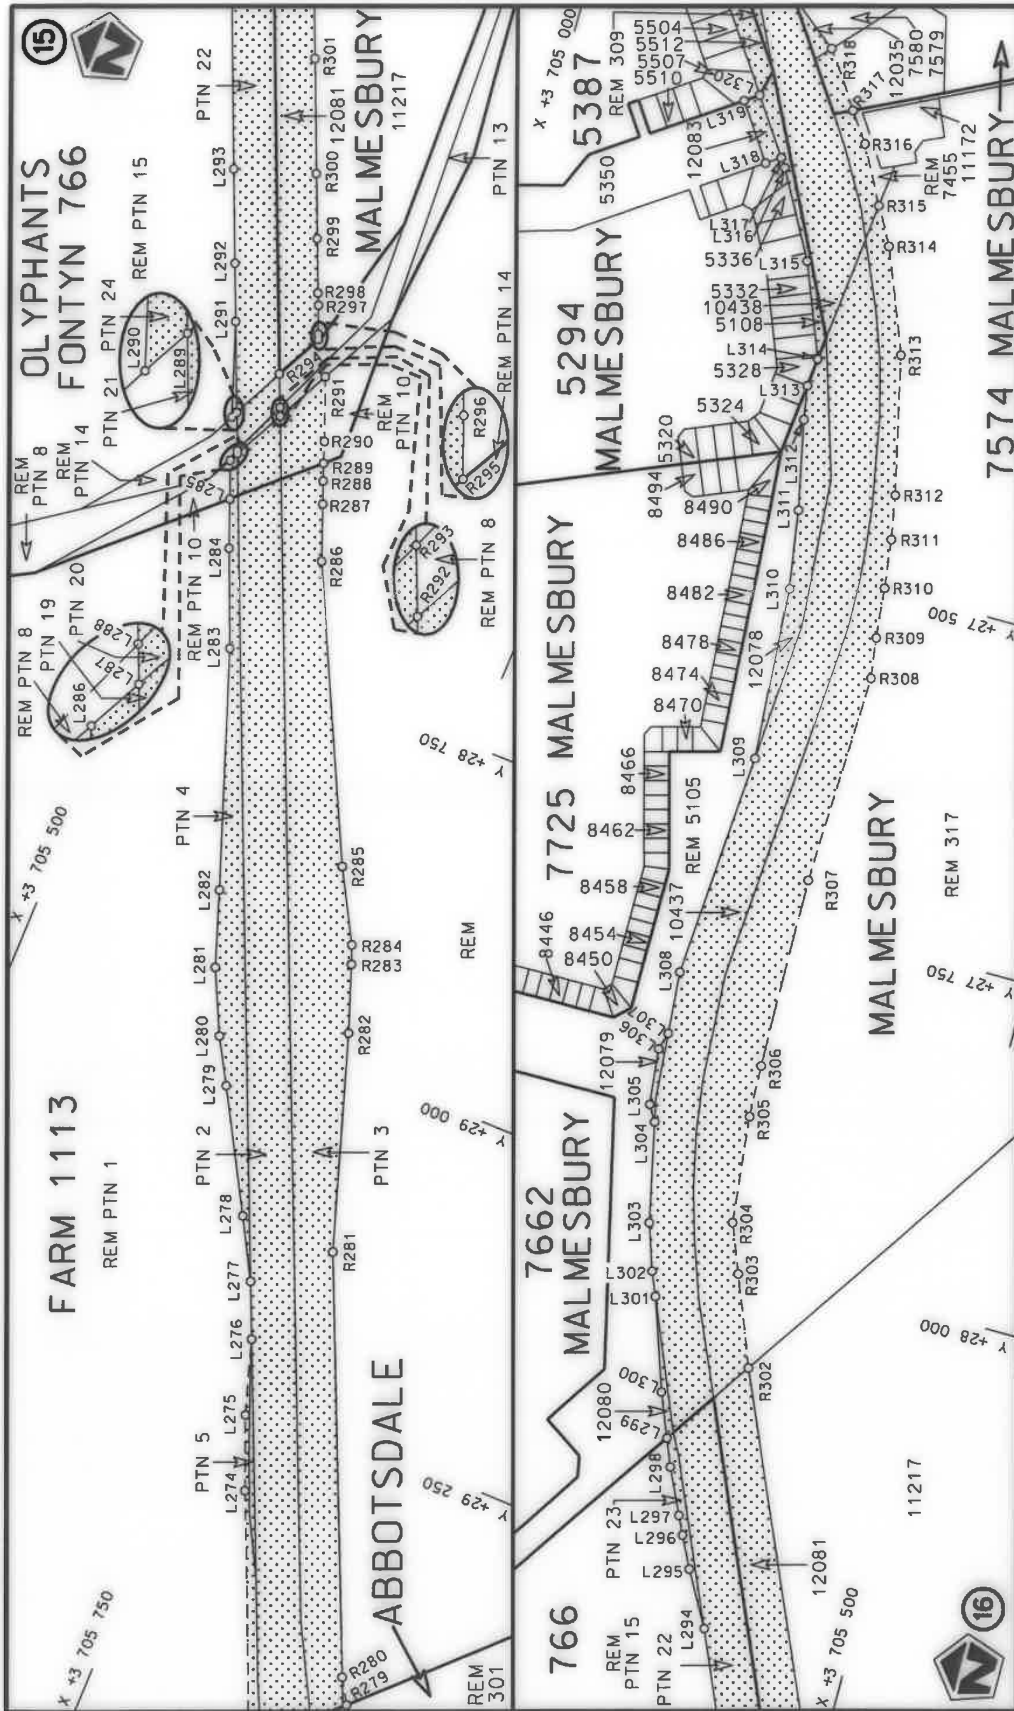 15
OLYPHANTS
FONTYN 766
PTN 22
L293
REM PTN 15
L292
PTN 24
L291
L290
L289
PTN 21
REM
PTN 8
REM
PTN 14
L285
L284
REM PTN 10
PTN 20
PTN 19
REM PTN 8
L288
L287
L286
L283
PTN 4
X +3 705 500
L282
L281
L280
L279
FARM 1113
REM PTN 1
PTN 2
L278
L277
L276
L275
PTN 5
L274
X +3 705 750
R301
12081
11217
MALMESBURY
R300
PTN 13
R299
R298
R297
REM PTN 14
R291
REM
PTN 10
R296
R295
R290
R289
R288
R287
R293
R292
REM PTN 8
R286
Y +28 750
R285
R284
R283
REM
R282
Y +29 000
PTN 3
R281
ABBOTSDALE
Y +29 250
R280
R279
REM
301
X +3 705 000
REM 309
5504
5512
5507
5510
5387
L320
L319
12083
L318
5350
L317
L316
5336
L315
5294
MALMESBURY
5332
10438
5108
L314
5328
L313
5324
5320
L312
8494
8490
L311
8486
7725 MALMESBURY
8482
L310
8478
12078
8474
8470
L309
8466
REM 5105
8462
8458
10437
8454
8446
8450
L308
L307
L306
12079
L305
L304
7662
MALMESBURY
L303
L302
L301
L300
12080
L299
L298
PTN 23
L297
L296
L295
766
REM
PTN 15
L294
PTN 22
R318
12035
7580
7579
R317
R316
REM
7455
11172
R315
R314
7574 MALMESBURY
R313
R312
R311
R310
Y +27 500
R309
R308
MALMESBURY
REM 317
R307
Y +27 750
R306
R305
R304
R303
Y +28 000
R302
11217
12081
X +3 705 500
16